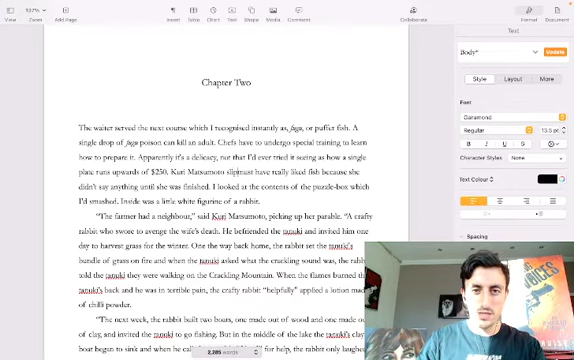 107%
View
Zoom
Add Page
Insert
Table
Chart
Text
Shape
Media
Comment
Collaborate
Format
Document
Text
Body*
Update
Style
Layout
More
Font
Garamond
Regular
13.5 pt
B I U S
Character Styles
None
Text Colour
Spacing
Chapter Two
The waiter served the next course which I recognised instantly as, fugu, or puffer fish. A
single drop of fugu poison can kill an adult. Chefs have to undergo special training to learn
how to prepare it. Apparently it's a delicacy, not that I'd ever tried it seeing as how a single
plate runs upwards of $250. Kuri Matsumoto must have really liked fish because she
didn't say anything until she was finished. I looked at the contents of the puzzle-box which
I'd smashed. Inside was a little white figurine of a rabbit.
"The farmer had a neighbour," said Kuri Matsumoto, picking up her parable. "A crafty
rabbit who swore to avenge the wife's death. He befriended the tanuki and invited him one
day to harvest grass for the winter. One the way back home, the rabbit set the tanuki's
bundle of grass on fire and when the tanuki asked what the crackling sound was, the rabbit
told the tanuki they were walking on the Crackling Mountain. When the flames burned the
tanuki's back and he was in terrible pain, the crafty rabbit "helpfully" applied a lotion made
of chilli powder.
"The next week, the rabbit built two boats, one made out of wood and one made out
of clay, and invited the tanuki to go fishing. But in the middle of the lake the tanuki's clay
boat began to sink and when he called for help, the rabbit only laughed
2,285 words
VOICES